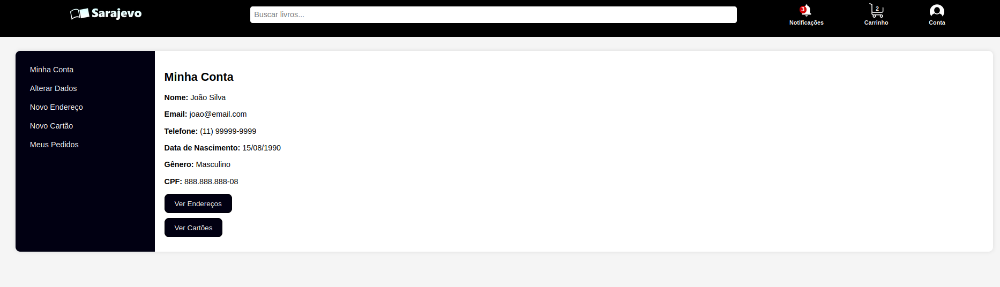 Sarajevo
Buscar livros...
3
Notificações
2
Carrinho
Conta
Minha Conta
Alterar Dados
Novo Endereço
Novo Cartão
Meus Pedidos
Minha Conta
Nome: João Silva
Email: joao@email.com
Telefone: (11) 99999-9999
Data de Nascimento: 15/08/1990
Gênero: Masculino
CPF: 888.888.888-08
Ver Endereços
Ver Cartões